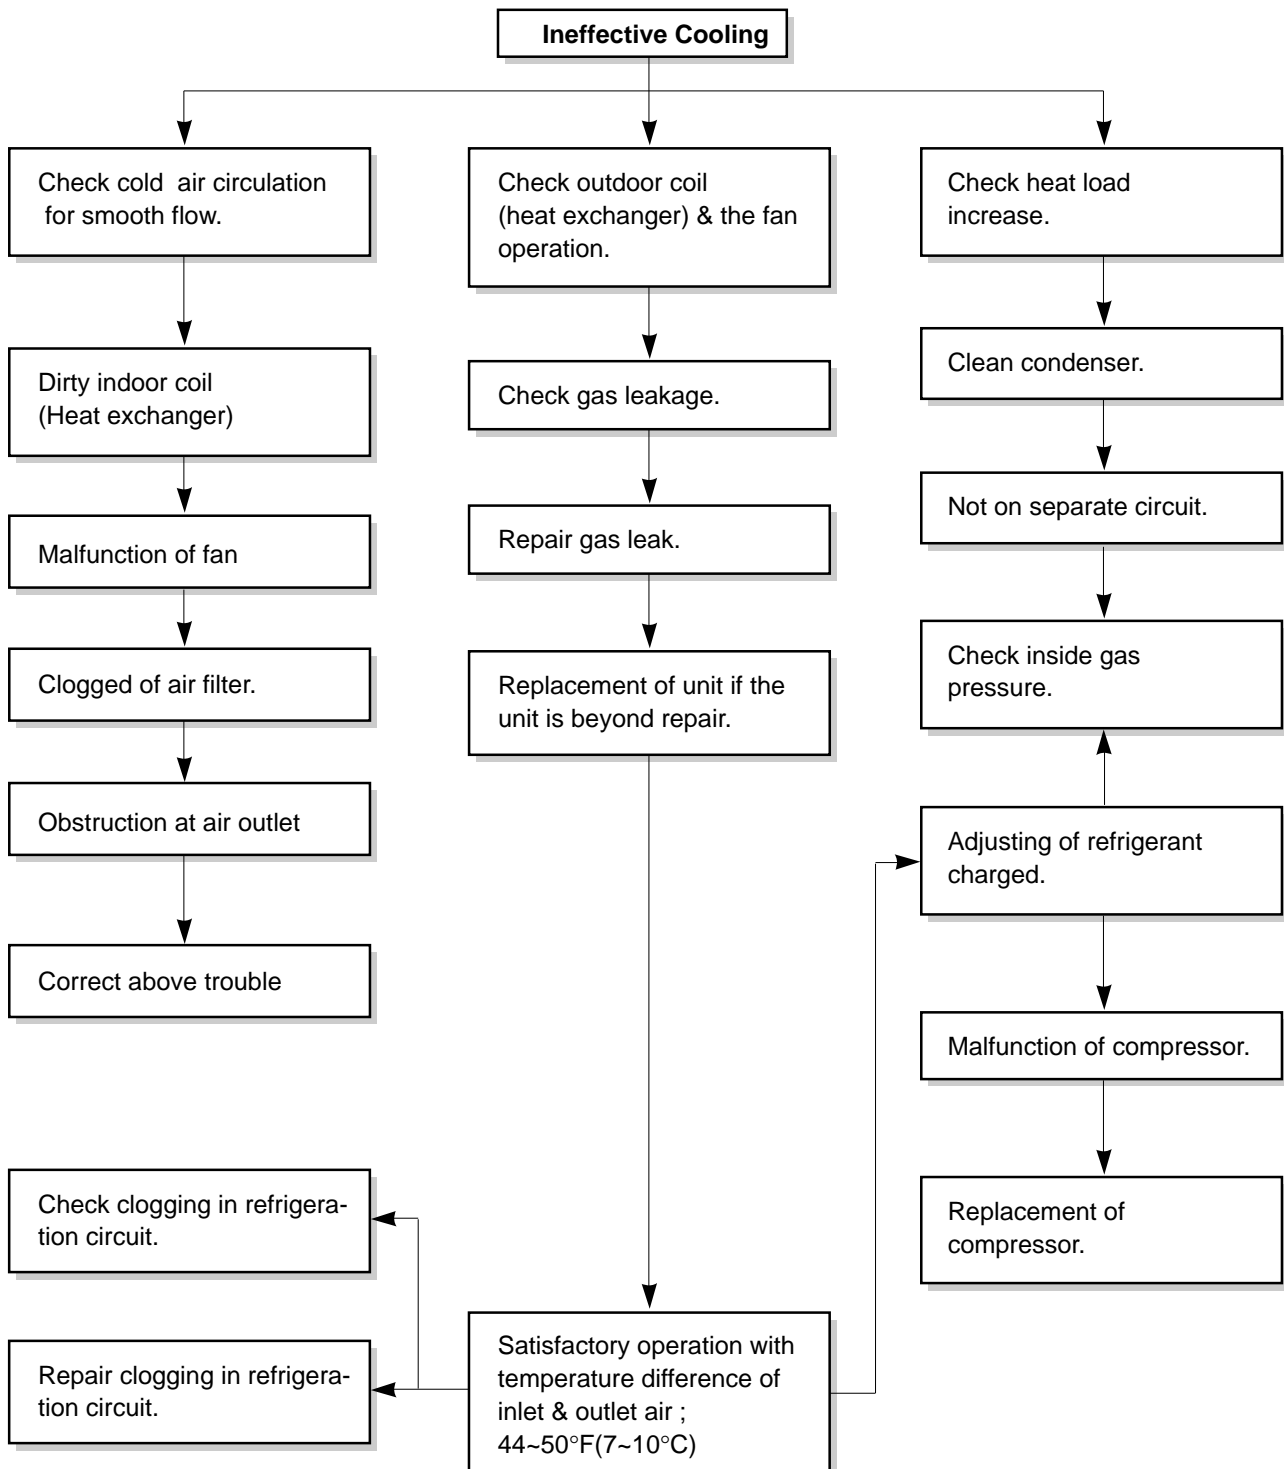 Ineffective Cooling
Check cold air circulation
for smooth flow.
Dirty indoor coil
(Heat exchanger)
Malfunction of fan
Clogged of air filter.
Obstruction at air outlet
Correct above trouble
Check outdoor coil
(heat exchanger) & the fan
operation.
Check gas leakage.
Repair gas leak.
Replacement of unit if the
unit is beyond repair.
Satisfactory operation with
temperature difference of
inlet & outlet air ;
44~50°F(7~10°C)
Check clogging in refrigera-
tion circuit.
Repair clogging in refrigera-
tion circuit.
Check heat load
increase.
Clean condenser.
Not on separate circuit.
Check inside gas
pressure.
Adjusting of refrigerant
charged.
Malfunction of compressor.
Replacement of
compressor.